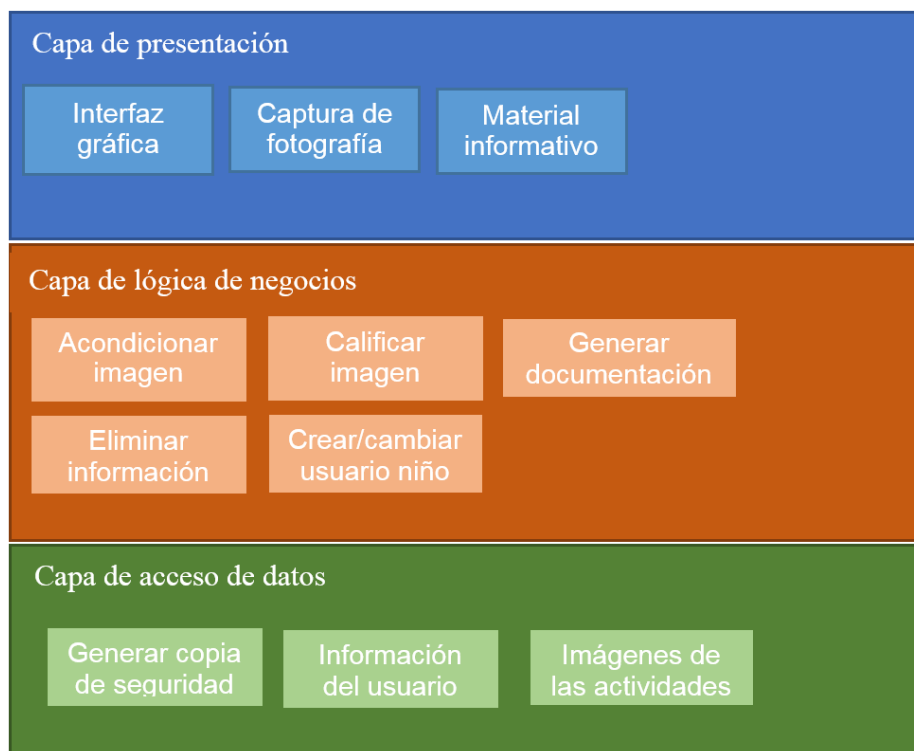 Capa de presentación
Interfaz
gráfica
Captura de
fotografía
Material
informativo
Capa de lógica de negocios
Acondicionar
imagen
Calificar
imagen
Generar
documentación
Eliminar
información
Crear/cambiar
usuario niño
Capa de acceso de datos
Generar copia
de seguridad
Información
del usuario
Imágenes de
las actividades